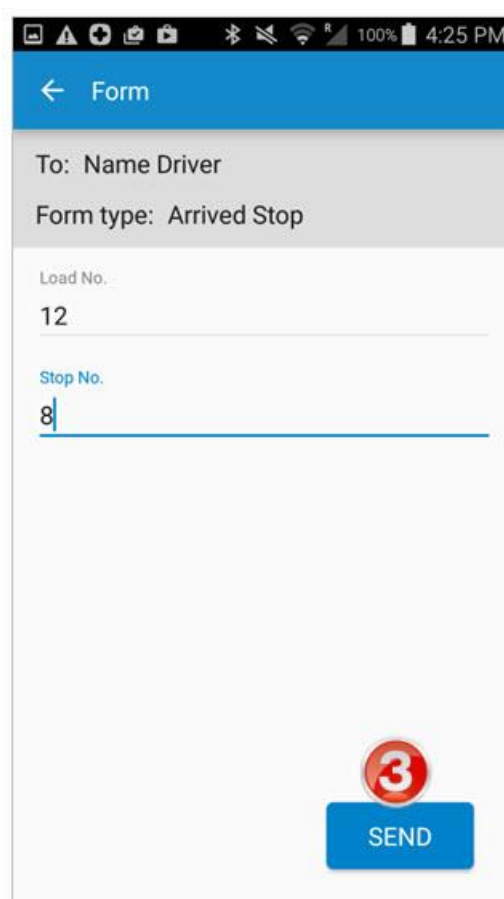 R 100% 4:25 PM
Form
To: Name Driver
Form type: Arrived Stop
Load No.
12
Stop No.
8
3
SEND